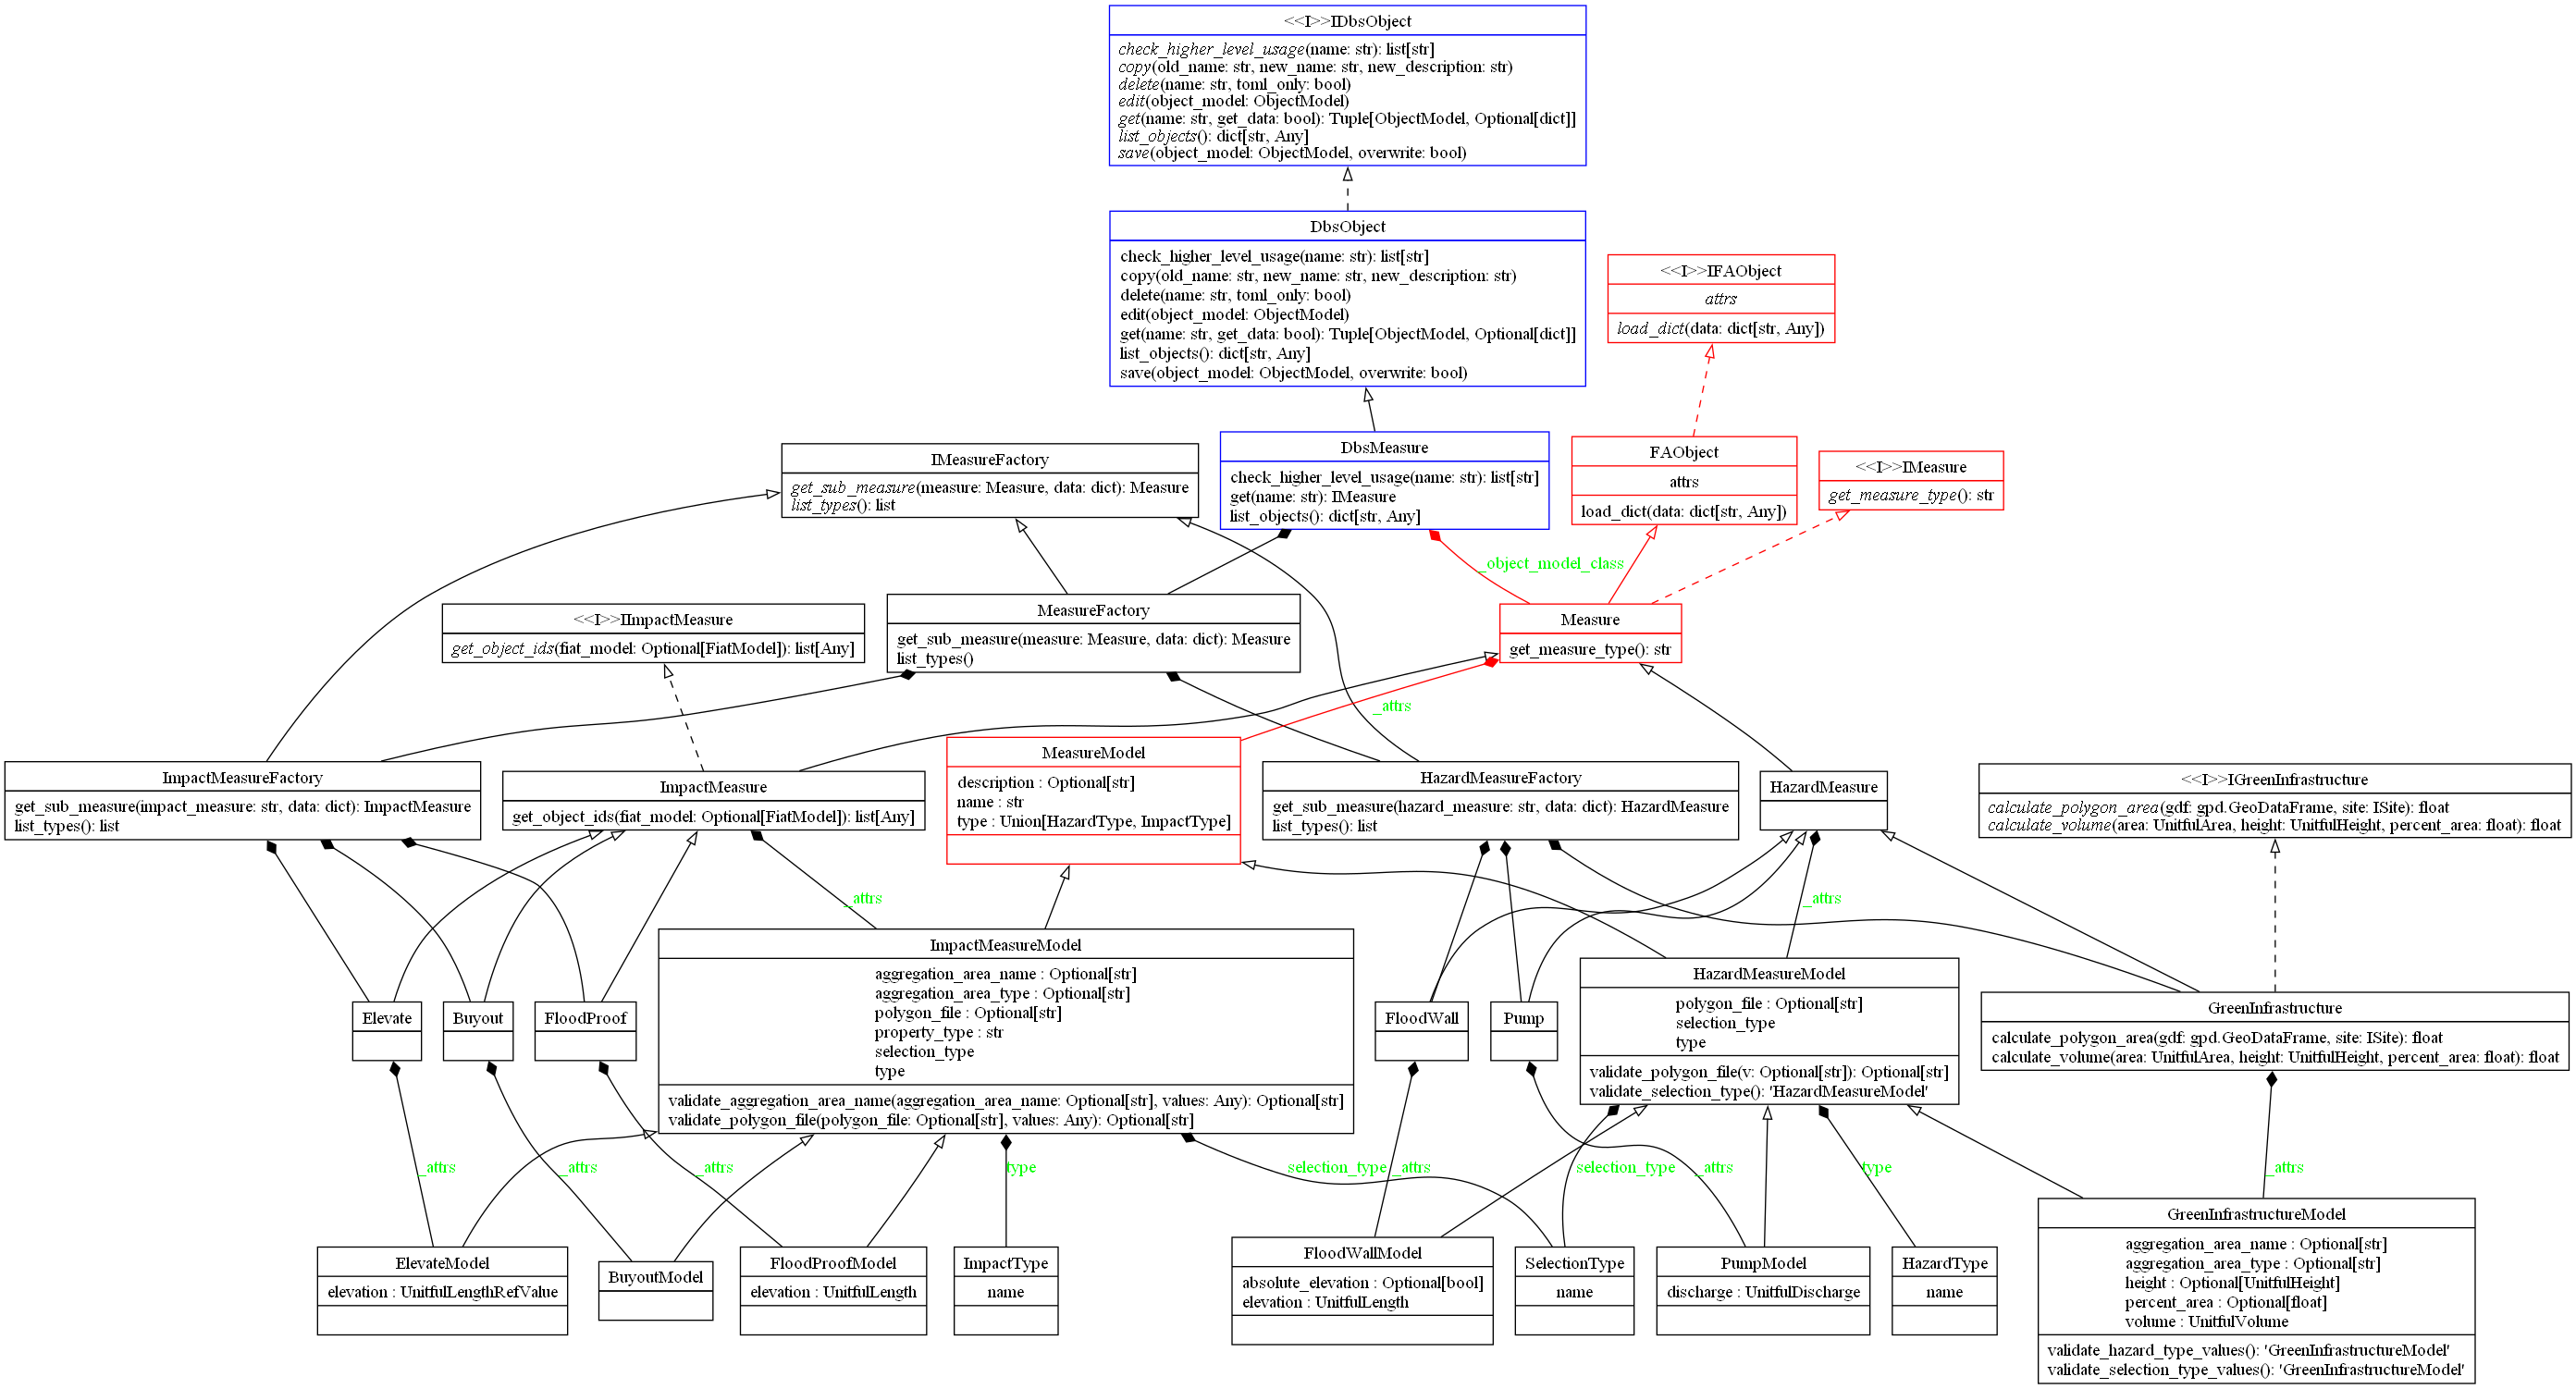 <<I>>IDbsObject
check_higher_level_usage(name: str): list[str]
copy(old_name: str, new_name: str, new_description: str)
delete(name: str, toml_only: bool)
edit(object_model: ObjectModel)
get(name: str, get_data: bool): Tuple[ObjectModel, Optional[dict]]
list_objects(): dict[str, Any]
save(object_model: ObjectModel, overwrite: bool)
DbsObject
check_higher_level_usage(name: str): list[str]
copy(old_name: str, new_name: str, new_description: str)
delete(name: str, toml_only: bool)
edit(object_model: ObjectModel)
get(name: str, get_data: bool): Tuple[ObjectModel, Optional[dict]]
list_objects(): dict[str, Any]
save(object_model: ObjectModel, overwrite: bool)
<<I>>IFAObject
attrs
load_dict(data: dict[str, Any])
IMeasureFactory
get_sub_measure(measure: Measure, data: dict): Measure
list_types(): list
DbsMeasure
check_higher_level_usage(name: str): list[str]
get(name: str): IMeasure
list_objects(): dict[str, Any]
FAObject
attrs
load_dict(data: dict[str, Any])
<<I>>IMeasure
get_measure_type(): str
_object_model_class
<<I>>IImpactMeasure
get_object_ids(fiat_model: Optional[FiatModel]): list[Any]
MeasureFactory
get_sub_measure(measure: Measure, data: dict): Measure
list_types()
Measure
get_measure_type(): str
_attrs
ImpactMeasureFactory
get_sub_measure(impact_measure: str, data: dict): ImpactMeasure
list_types(): list
ImpactMeasure
get_object_ids(fiat_model: Optional[FiatModel]): list[Any]
MeasureModel
description : Optional[str]
name : str
type : Union[HazardType, ImpactType]
HazardMeasureFactory
get_sub_measure(hazard_measure: str, data: dict): HazardMeasure
list_types(): list
HazardMeasure
<<I>>IGreenInfrastructure
calculate_polygon_area(gdf: gpd.GeoDataFrame, site: ISite): float
calculate_volume(area: UnitfulArea, height: UnitfulHeight, percent_area: float): float
_attrs
_attrs
Elevate
Buyout
FloodProof
ImpactMeasureModel
aggregation_area_name : Optional[str]
aggregation_area_type : Optional[str]
polygon_file : Optional[str]
property_type : str
selection_type
type
validate_aggregation_area_name(aggregation_area_name: Optional[str], values: Any): Optional[str]
validate_polygon_file(polygon_file: Optional[str], values: Any): Optional[str]
FloodWall
Pump
HazardMeasureModel
polygon_file : Optional[str]
selection_type
type
validate_polygon_file(v: Optional[str]): Optional[str]
validate_selection_type(): 'HazardMeasureModel'
GreenInfrastructure
calculate_polygon_area(gdf: gpd.GeoDataFrame, site: ISite): float
calculate_volume(area: UnitfulArea, height: UnitfulHeight, percent_area: float): float
_attrs
_attrs
_attrs
type
selection_type
_attrs
selection_type
_attrs
type
_attrs
ElevateModel
elevation : UnitfulLengthRefValue
BuyoutModel
FloodProofModel
elevation : UnitfulLength
ImpactType
name
FloodWallModel
absolute_elevation : Optional[bool]
elevation : UnitfulLength
SelectionType
name
PumpModel
discharge : UnitfulDischarge
HazardType
name
GreenInfrastructureModel
aggregation_area_name : Optional[str]
aggregation_area_type : Optional[str]
height : Optional[UnitfulHeight]
percent_area : Optional[float]
volume : UnitfulVolume
validate_hazard_type_values(): 'GreenInfrastructureModel'
validate_selection_type_values(): 'GreenInfrastructureModel'